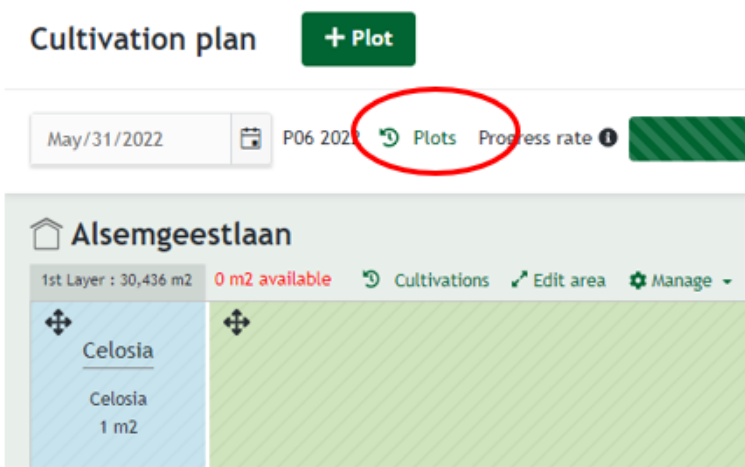 Cultivation plan + Plot
May/31/2022 P06 2022 Plots Progress rate
Alsemgeestlaan
1st Layer : 30,436 m2 0 m2 available Cultivations Edit area Manage
Celosia
Celosia
1 m2